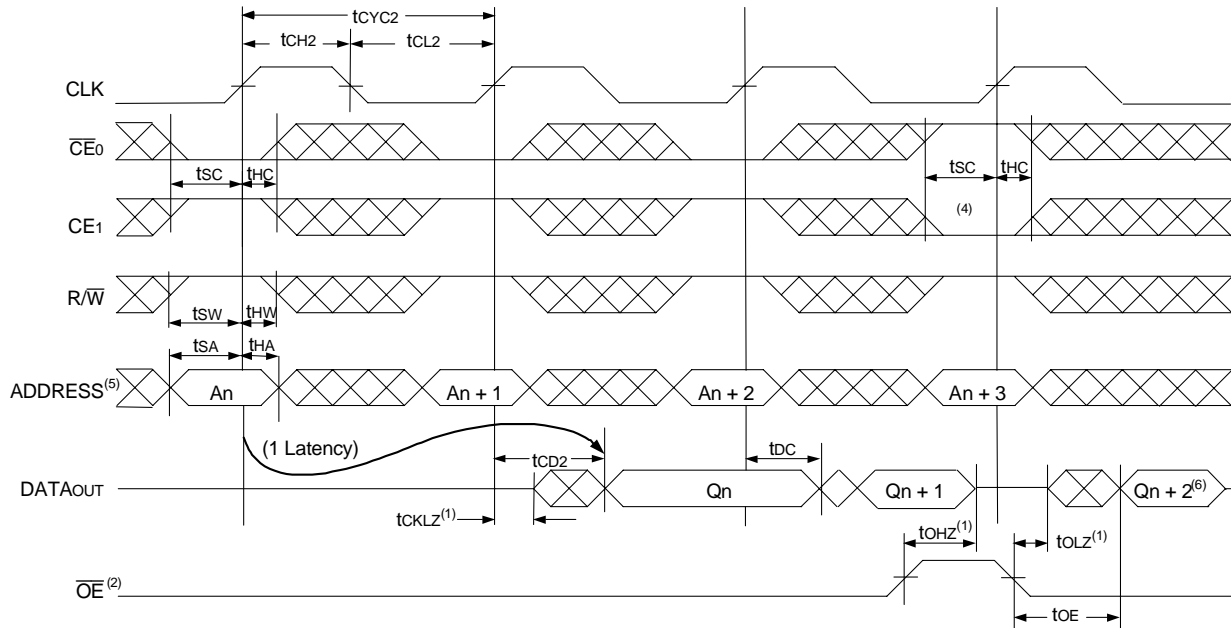 tCYC2
tCH2
tCL2
CLK
CE0
tSC
tHC
tSC
tHC
CE1
(4)
R/W
tSW
tHW
tSA
tHA
ADDRESS(5)
An
An + 1
An + 2
An + 3
(1 Latency)
tCD2
tDC
DATAOUT
Qn
Qn + 1
Qn + 2(6)
tCKLZ(1)
tOHZ(1)
tOLZ(1)
OE(2)
tOE